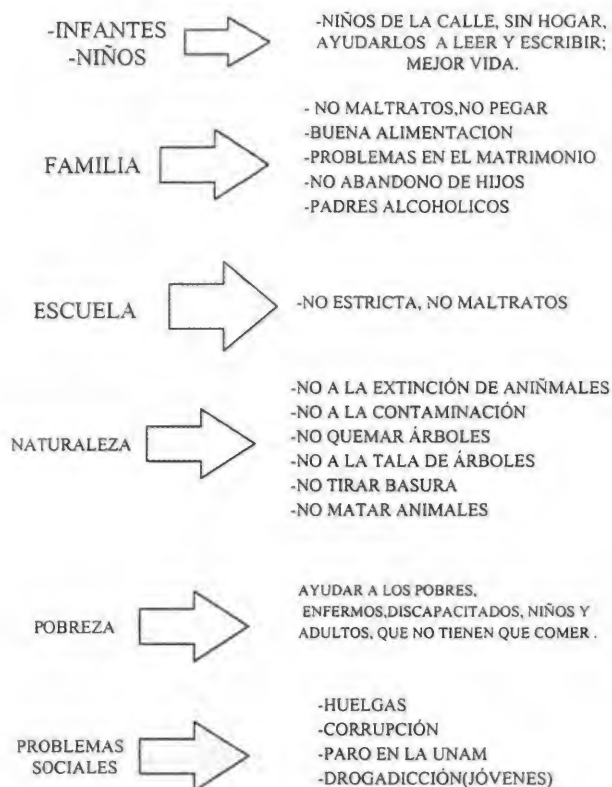 -INFANTES
-NIÑOS
-NIÑOS DE LA CALLE, SIN HOGAR,
AYUDARLOS A LEER Y ESCRIBIR;
MEJOR VIDA.
FAMILIA
- NO MALTRATOS,NO PEGAR
-BUENA ALIMENTACION
-PROBLEMAS EN EL MATRIMONIO
-NO ABANDONO DE HIJOS
-PADRES ALCOHOLICOS
ESCUELA
-NO ESTRICTA, NO MALTRATOS
NATURALEZA
-NO A LA EXTINCIÓN DE ANIÑMALES
-NO A LA CONTAMINACIÓN
-NO QUEMAR ÁRBOLES
-NO A LA TALA DE ÁRBOLES
-NO TIRAR BASURA
-NO MATAR ANIMALES
POBREZA
AYUDAR A LOS POBRES,
ENFERMOS,DISCAPACITADOS, NIÑOS Y
ADULTOS, QUE NO TIENEN QUE COMER .
PROBLEMAS
SOCIALES
-HUELGAS
-CORRUPCIÓN
-PARO EN LA UNAM
-DROGADICCIÓN(JÓVENES)